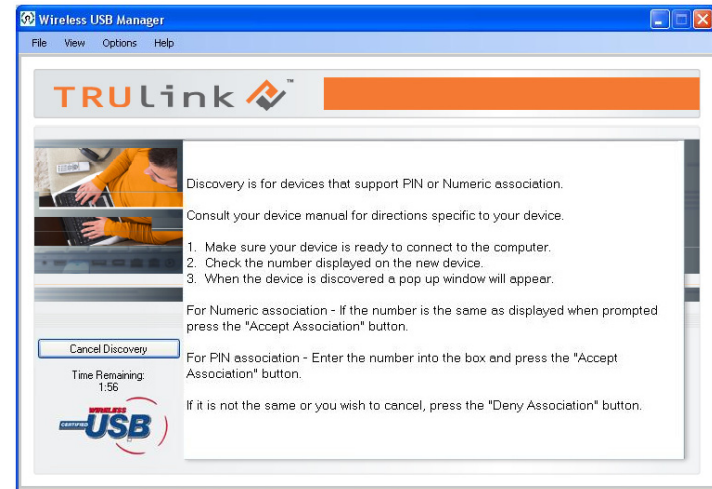 Wireless USB Manager
File View Options Help
TRULink ™
Discovery is for devices that support PIN or Numeric association.
Consult your device manual for directions specific to your device.
1. Make sure your device is ready to connect to the computer.
2. Check the number displayed on the new device.
3. When the device is discovered a pop up window will appear.
For Numeric association - If the number is the same as displayed when prompted
press the "Accept Association" button.
For PIN association - Enter the number into the box and press the "Accept
Association" button.
If it is not the same or you wish to cancel, press the "Deny Association" button.
Cancel Discovery
Time Remaining:
1:56
WIRELESS
CERTIFIED USB